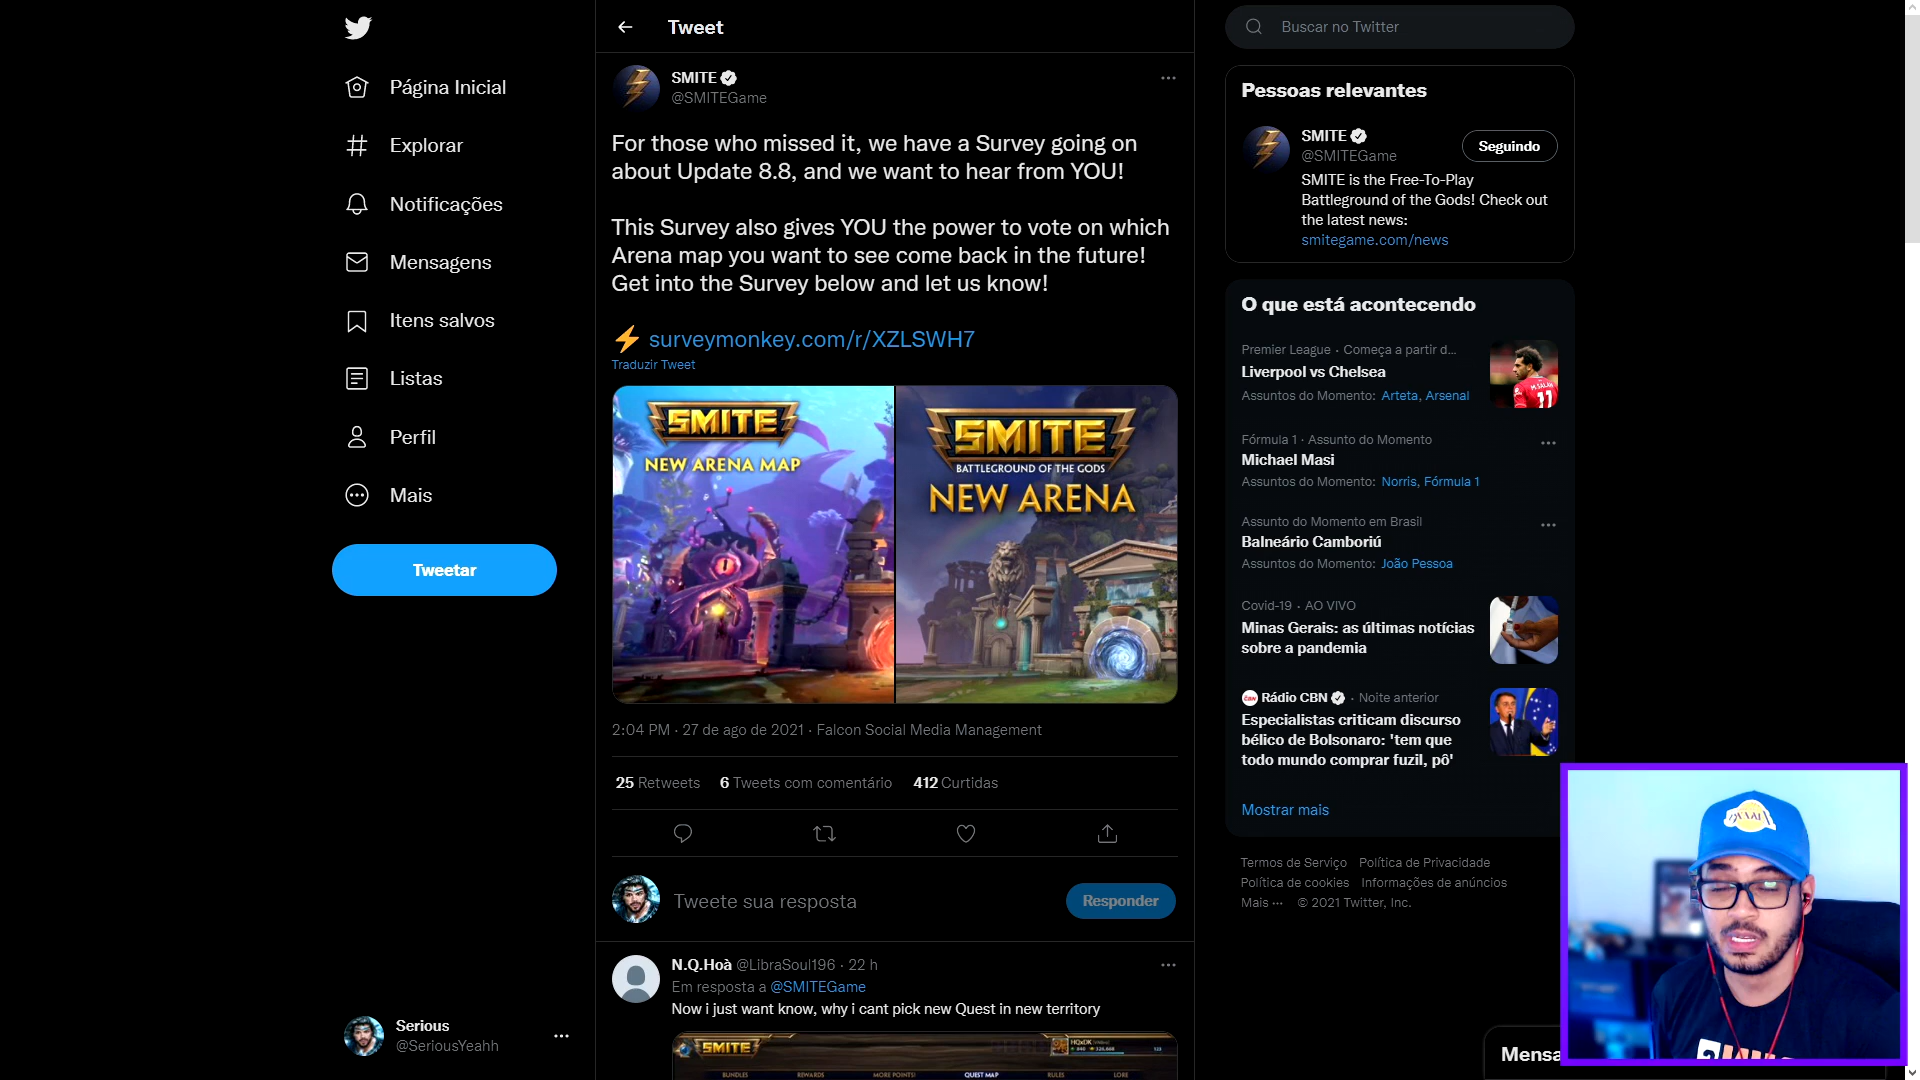 Página Inicial
Explorar
Notificações
Mensagens
Itens salvos
Listas
Perfil
Mais
Tweetar
Serious
@SeriousYeahh
Tweet
SMITE
@SMITEGame
For those who missed it, we have a Survey going on
about Update 8.8, and we want to hear from YOU!
This Survey also gives YOU the power to vote on which
Arena map you want to see come back in the future!
Get into the Survey below and let us know!
⚡ surveymonkey.com/r/XZLSWH7
Traduzir Tweet
SMITE
NEW ARENA MAP
SMITE
BATTLEGROUND OF THE GODS
NEW ARENA
2:04 PM · 27 de ago de 2021 · Falcon Social Media Management
25 Retweets 6 Tweets com comentário 412 Curtidas
Tweete sua resposta
Responder
N.Q.Hoà @LibraSoul196 · 22 h
Em resposta a @SMITEGame
Now i just want know, why i cant pick new Quest in new territory
SMITE
BUNDLES REWARDS MORE POINTS! QUEST MAP RULES LORE
Buscar no Twitter
Pessoas relevantes
SMITE
@SMITEGame
Seguindo
SMITE is the Free-To-Play
Battleground of the Gods! Check out
the latest news:
smitegame.com/news
O que está acontecendo
Premier League · Começa a partir d...
Liverpool vs Chelsea
Assuntos do Momento: Arteta, Arsenal
Fórmula 1 · Assunto do Momento
Michael Masi
Assuntos do Momento: Norris, Fórmula 1
Assunto do Momento em Brasil
Balneário Camboriú
Assuntos do Momento: João Pessoa
Covid-19 · AO VIVO
Minas Gerais: as últimas notícias
sobre a pandemia
Rádio CBN · Noite anterior
Especialistas criticam discurso
bélico de Bolsonaro: 'tem que
todo mundo comprar fuzil, pô'
Mostrar mais
Termos de Serviço Política de Privacidade
Política de cookies Informações de anúncios
Mais ··· © 2021 Twitter, Inc.
Mensa